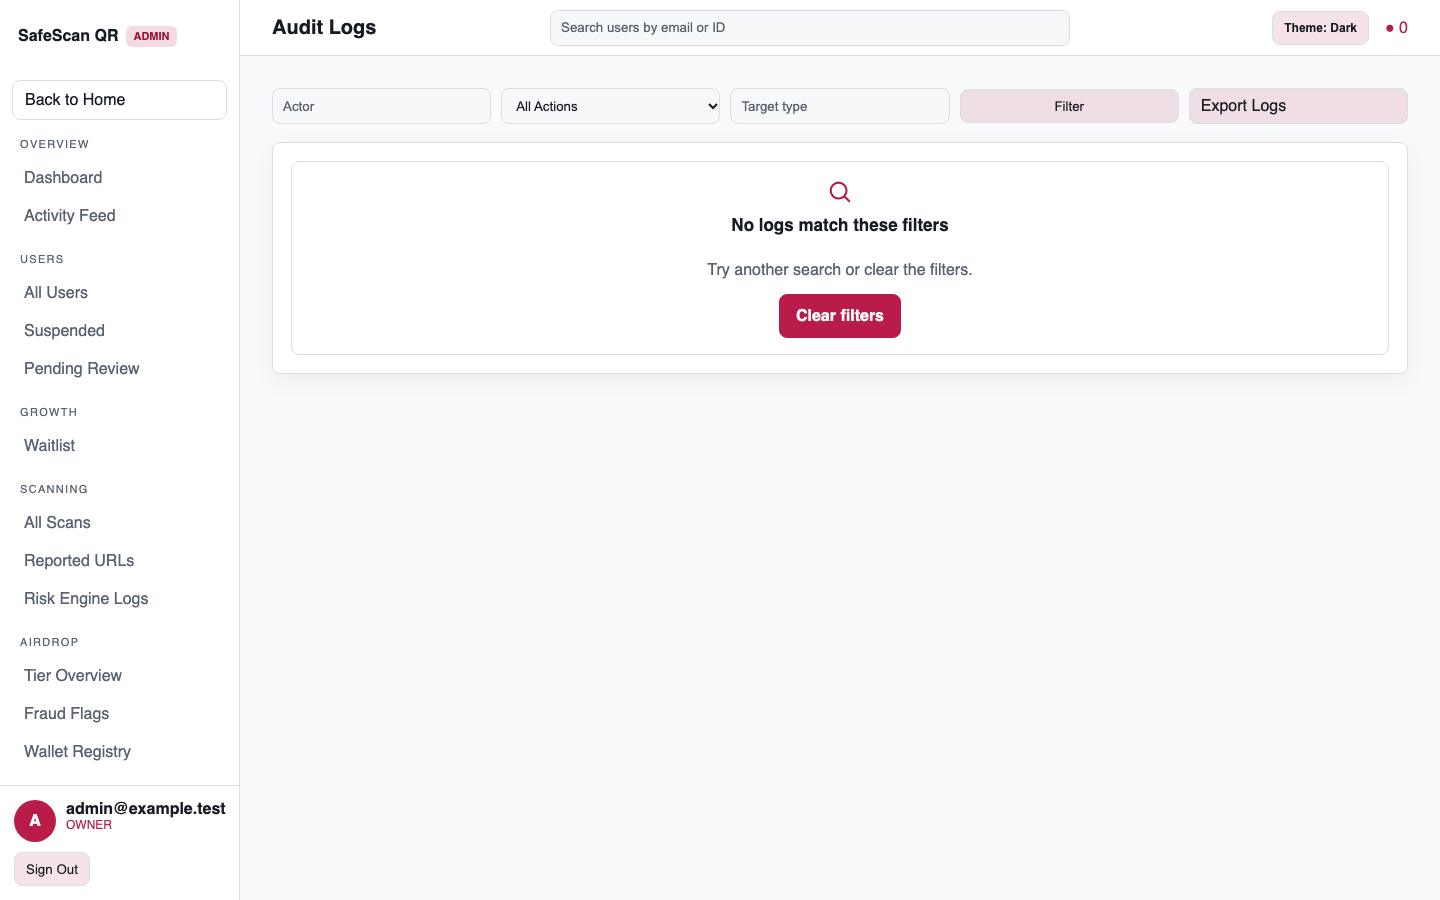 SafeScan QR ADMIN
Back to Home
OVERVIEW
Dashboard
Activity Feed
USERS
All Users
Suspended
Pending Review
GROWTH
Waitlist
SCANNING
All Scans
Reported URLs
Risk Engine Logs
AIRDROP
Tier Overview
Fraud Flags
Wallet Registry
A
admin@example.test
OWNER
Sign Out
Audit Logs
Search users by email or ID
Theme: Dark
● 0
Actor
All Actions
Target type
Filter
Export Logs
No logs match these filters
Try another search or clear the filters.
Clear filters